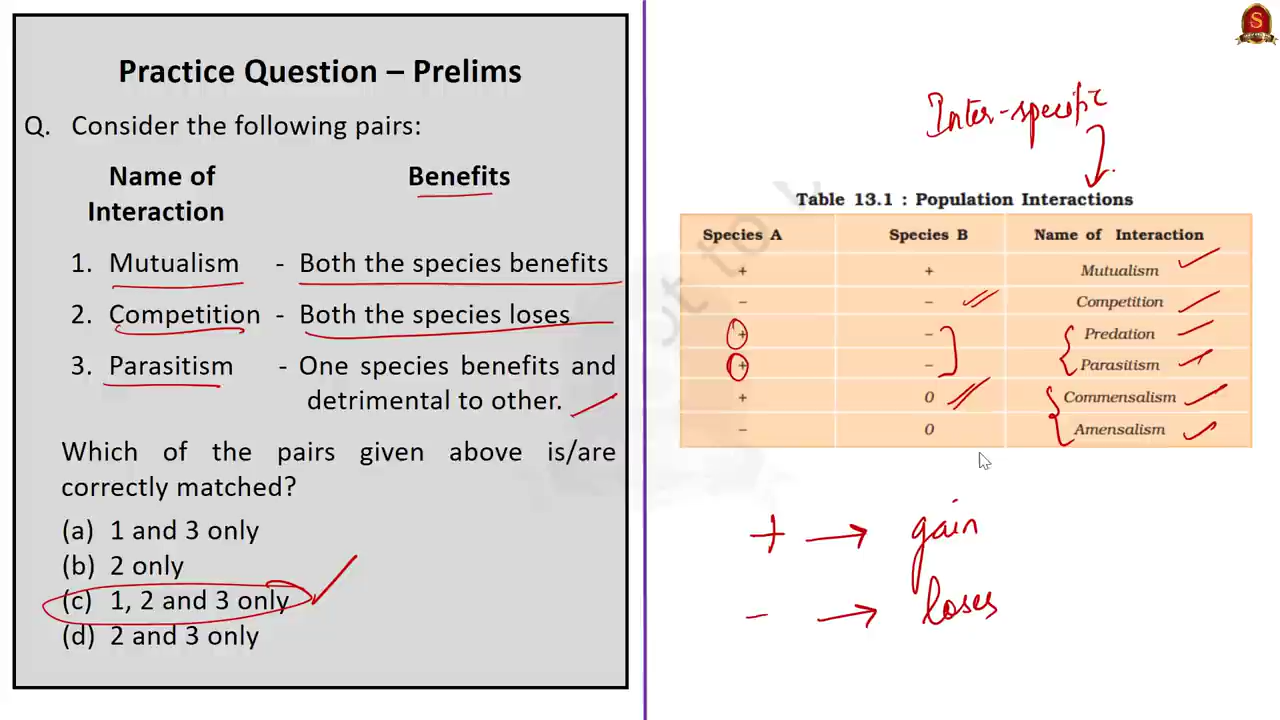 Practice Question – Prelims
Q. Consider the following pairs:
Name of Interaction Benefits
1. Mutualism - Both the species benefits
2. Competition - Both the species loses
3. Parasitism - One species benefits and
detrimental to other.
Which of the pairs given above is/are
correctly matched?
(a) 1 and 3 only
(b) 2 only
(c) 1, 2 and 3 only
(d) 2 and 3 only
S
Inter-specific
Table 13.1 : Population Interactions
Species A Species B Name of Interaction
+ + Mutualism
– – Competition
+ – Predation
+ – Parasitism
+ 0 Commensalism
– 0 Amensalism
+ → gain
- → loses